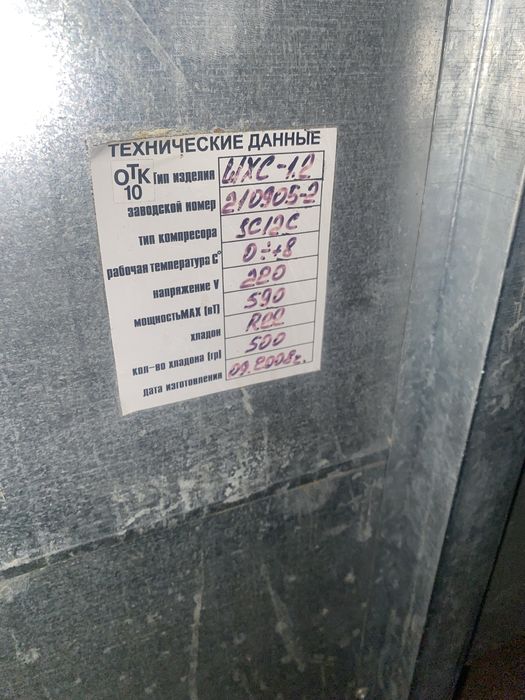 ТЕХНИЧЕСКИЕ ДАННЫЕ
ОТК 10
Тип изделия ШХС-1.2
заводской номер 210905-2
тип компресора SC12C
рабочая температура С° 0÷+8
напряжение V 220
мощностьMAX (вТ) 590
хладон R22
кол-во хладона (гр) 500
дата изготовления 09.2008г.